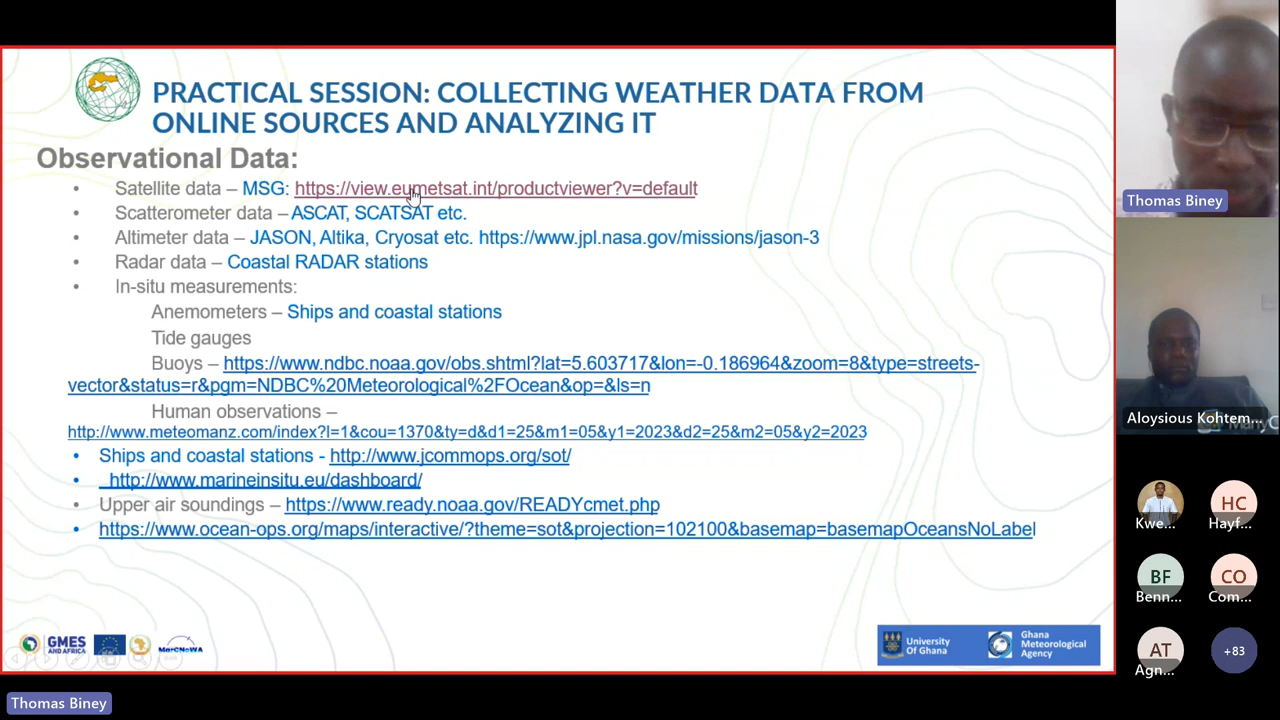 PRACTICAL SESSION: COLLECTING WEATHER DATA FROM
ONLINE SOURCES AND ANALYZING IT
Observational Data:
• Satellite data – MSG: https://view.eumetsat.int/productviewer?v=default
• Scatterometer data – ASCAT, SCATSAT etc.
• Altimeter data – JASON, Altika, Cryosat etc. https://www.jpl.nasa.gov/missions/jason-3
• Radar data – Coastal RADAR stations
• In-situ measurements:
Anemometers – Ships and coastal stations
Tide gauges
Buoys – https://www.ndbc.noaa.gov/obs.shtml?lat=5.603717&lon=-0.186964&zoom=8&type=streets-
vector&status=r&pgm=NDBC%20Meteorological%2FOcean&op=&ls=n
Human observations –
http://www.meteomanz.com/index?l=1&cou=1370&ty=d&d1=25&m1=05&y1=2023&d2=25&m2=05&y2=2023
• Ships and coastal stations - http://www.jcommops.org/sot/
• http://www.marineinsitu.eu/dashboard/
• Upper air soundings – https://www.ready.noaa.gov/READYcmet.php
• https://www.ocean-ops.org/maps/interactive/?theme=sot&projection=102100&basemap=basemapOceansNoLabel
GMES
AND AFRICA
MarCNoWA
University
Of Ghana
Ghana
Meteorological
Agency
Thomas Biney
Thomas Biney
Aloysious Kohtem...
Kwe...
HC
Hayf...
BF
Benn...
CO
Com...
AT
Agn...
+83